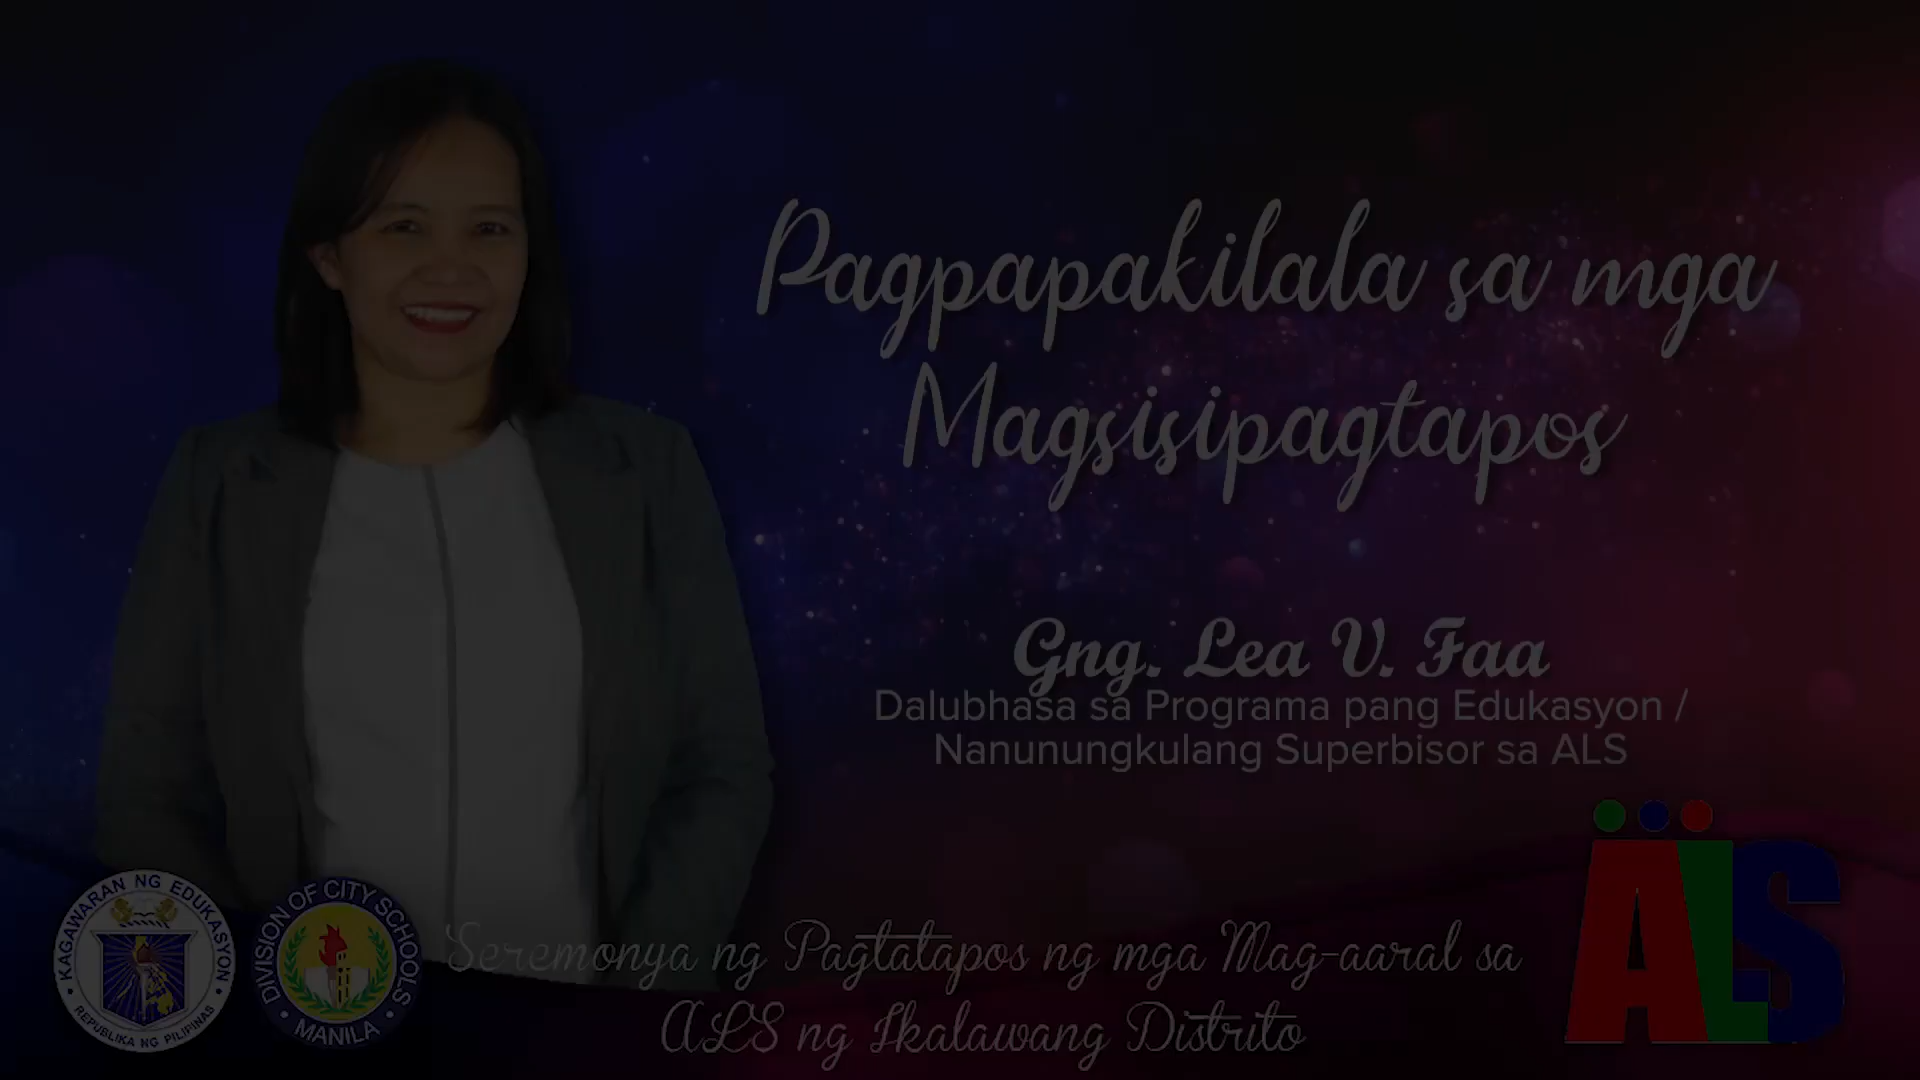 Pagpapakilala sa mga
Magsisipagtapos
Gng. Lea V. Faa
Dalubhasa sa Programa pang Edukasyon /
Nanunungkulang Superbisor sa ALS
ALS
KAGAWARAN NG EDUKASYON
REPUBLIKA NG PILIPINAS
DIVISION OF CITY SCHOOLS
MANILA
Seremonya ng Pagtatapos ng mga Mag-aaral sa
ALS ng Ikalawang Distrito